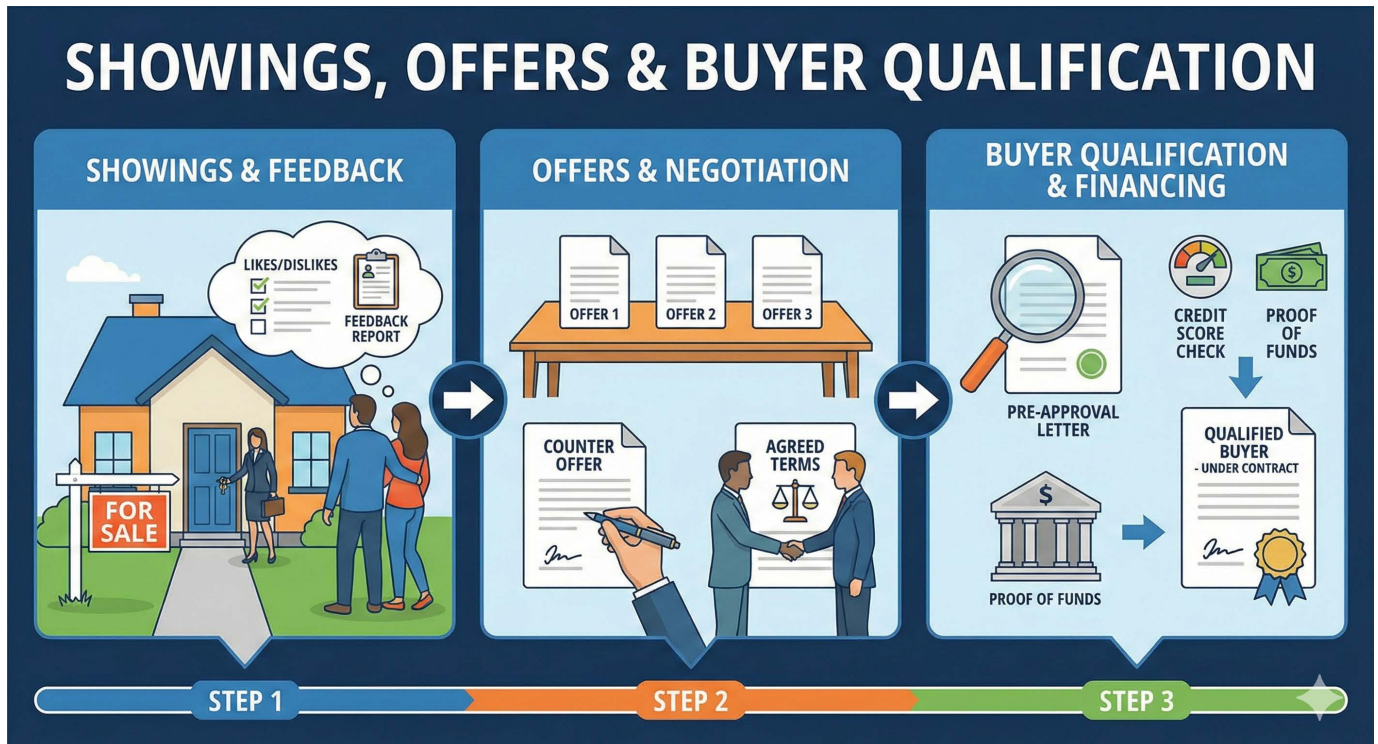 SHOWINGS, OFFERS & BUYER QUALIFICATION
SHOWINGS & FEEDBACK
LIKES/DISLIKES
FEEDBACK
REPORT
FOR
SALE
OFFERS & NEGOTIATION
OFFER 1
OFFER 2
OFFER 3
COUNTER
OFFER
AGREED
TERMS
BUYER QUALIFICATION
& FINANCING
PRE-APPROVAL
LETTER
CREDIT
SCORE
CHECK
PROOF
OF
FUNDS
$
$
PROOF OF FUNDS
QUALIFIED
BUYER
- UNDER CONTRACT
STEP 1
STEP 2
STEP 3